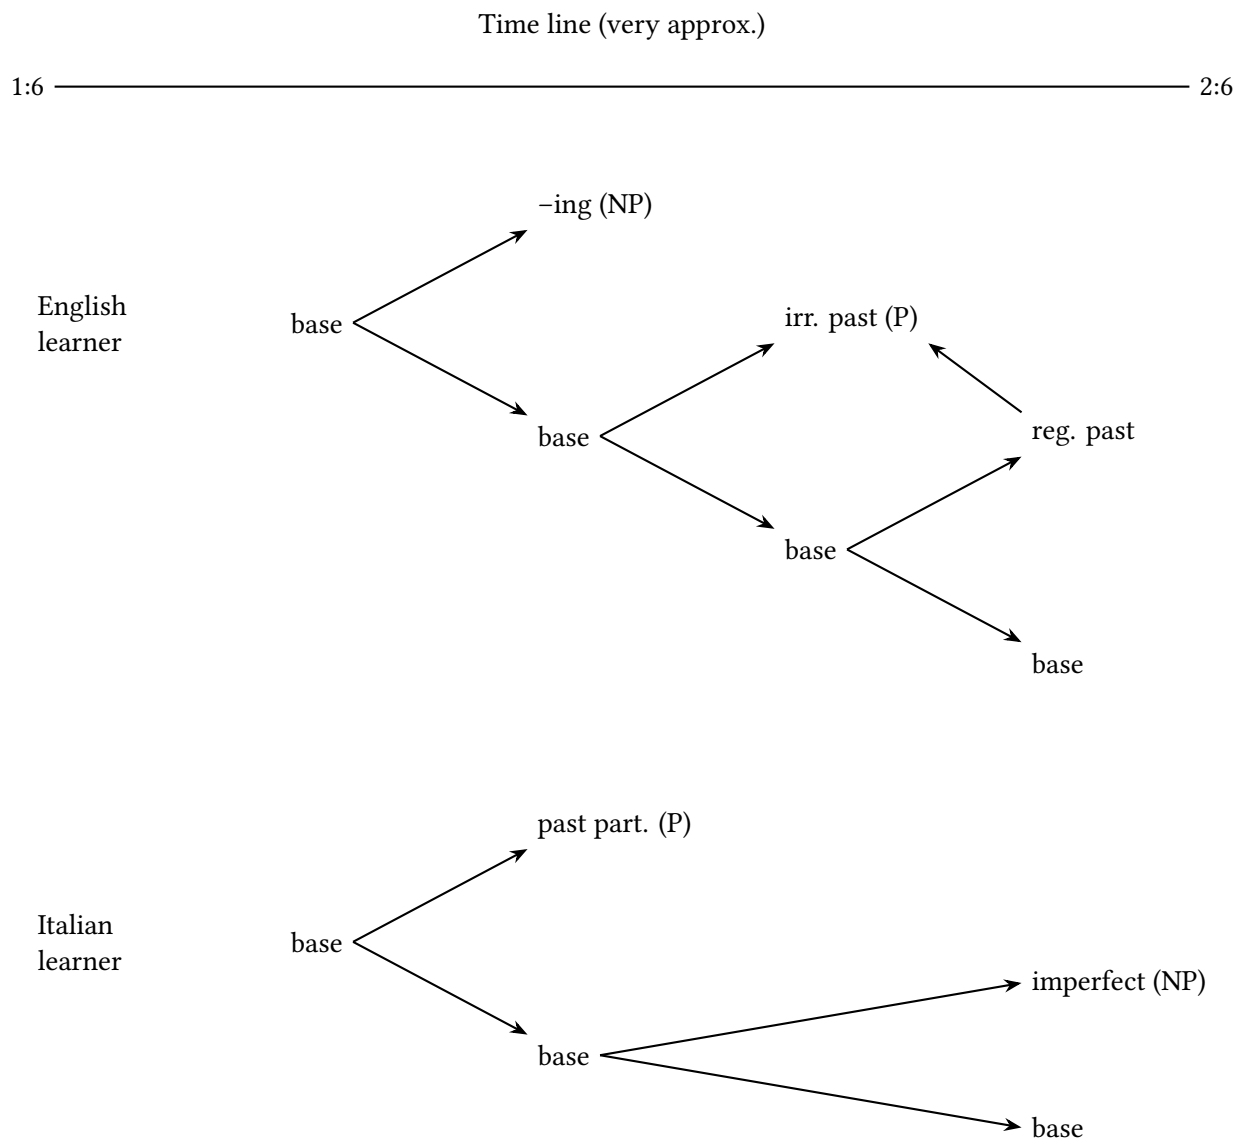 Time line (very approx.)
1:6 2:6
–ing (NP)
English
learner
base
irr. past (P)
base
reg. past
base
base
past part. (P)
Italian
learner
base
imperfect (NP)
base
base